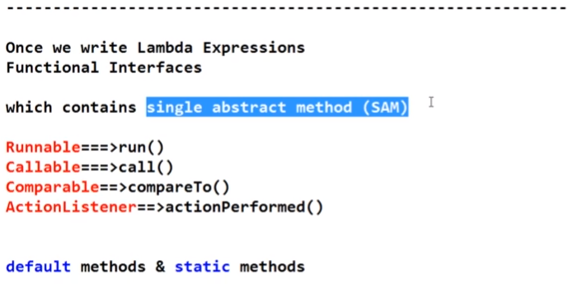 Once we write Lambda Expressions
Functional Interfaces
which contains single abstract method (SAM)
Runnable===>run()
Callable===>call()
Comparable==>compareTo()
ActionListener==>actionPerformed()
default methods & static methods